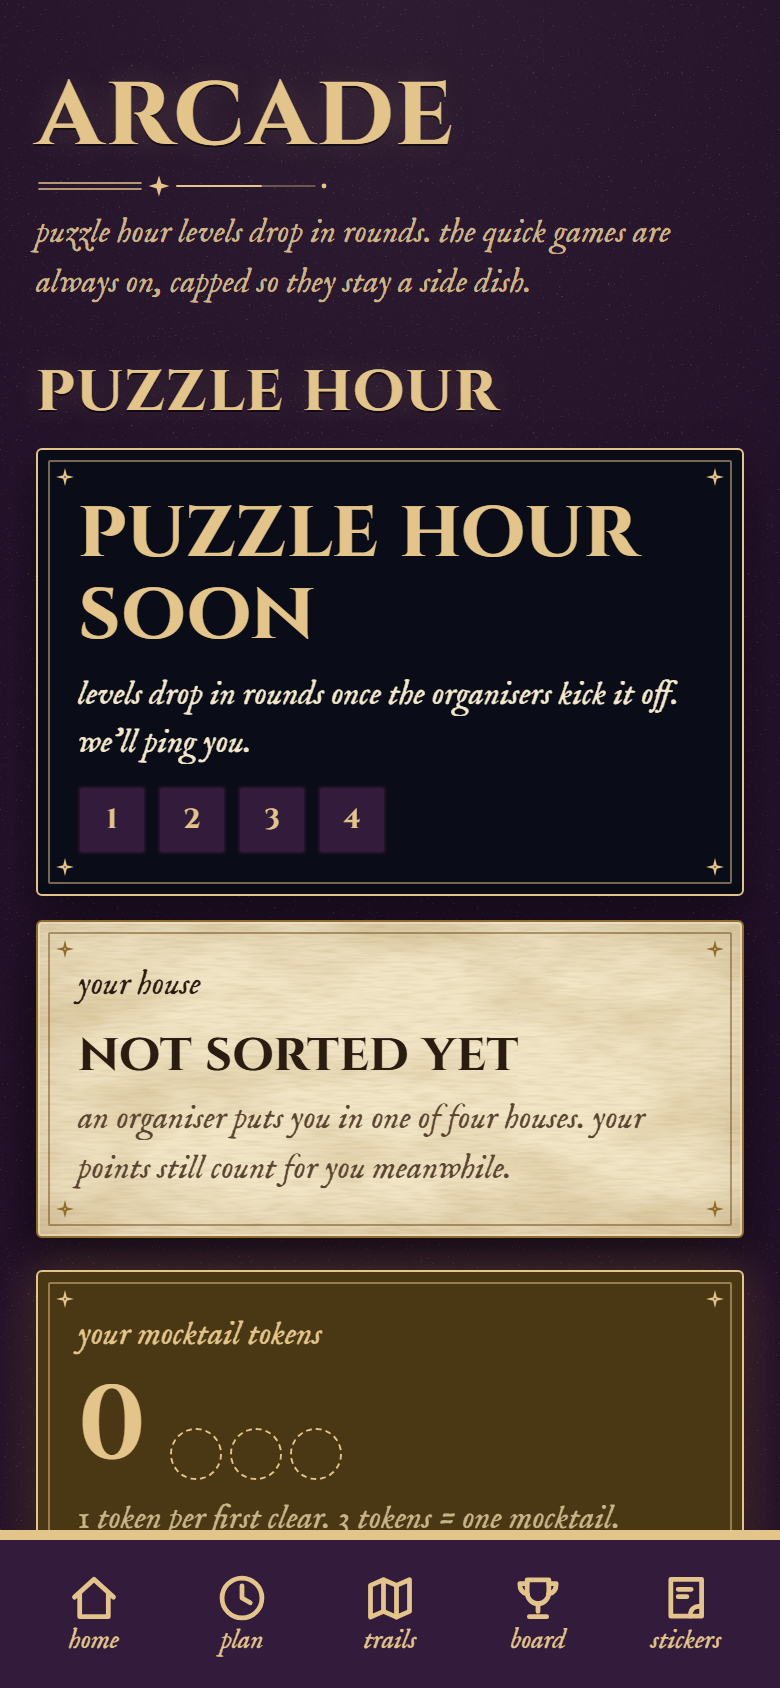 ARCADE
puzzle hour levels drop in rounds. the quick games are
always on, capped so they stay a side dish.
PUZZLE HOUR
PUZZLE HOUR
SOON
levels drop in rounds once the organisers kick it off.
we'll ping you.
1 2 3 4
your house
NOT SORTED YET
an organiser puts you in one of four houses. your
points still count for you meanwhile.
your mocktail tokens
0
1 token per first clear. 3 tokens = one mocktail.
home plan trails board stickers